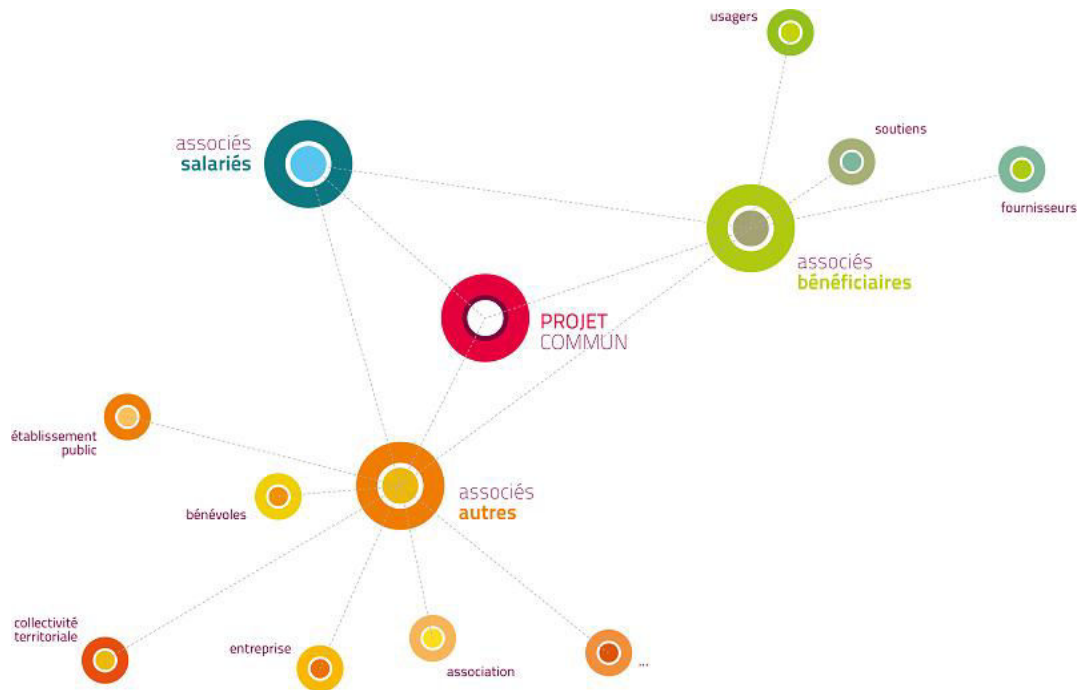 usagers
soutiens
associés
salariés
fournisseurs
associés
bénéficiaires
PROJET
COMMUN
établissement
public
associés
autres
bénévoles
collectivité
territoriale
entreprise
association
...